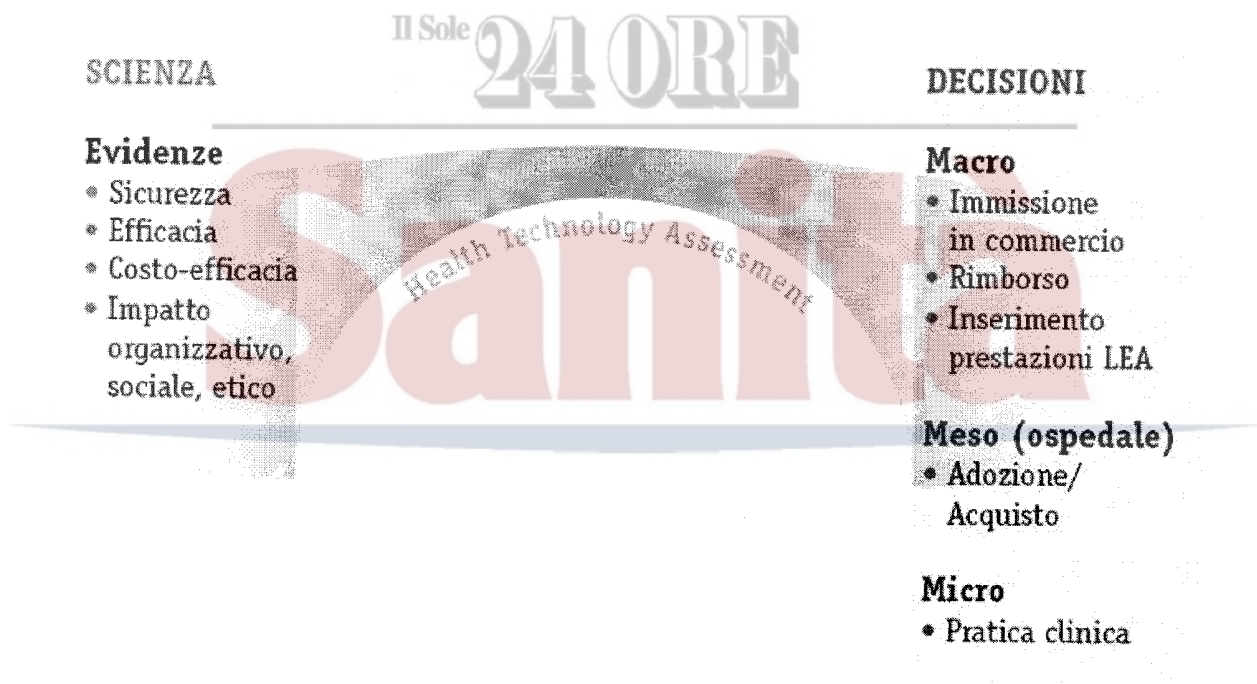 Il Sole
24 ORE
Sanità
SCIENZA
Evidenze
• Sicurezza
• Efficacia
• Costo-efficacia
• Impatto
organizzativo,
sociale, etico
Health Technology Assessment
DECISIONI
Macro
• Immissione
in commercio
• Rimborso
• Inserimento
prestazioni LEA
Meso (ospedale)
• Adozione/
Acquisto
Micro
• Pratica clinica